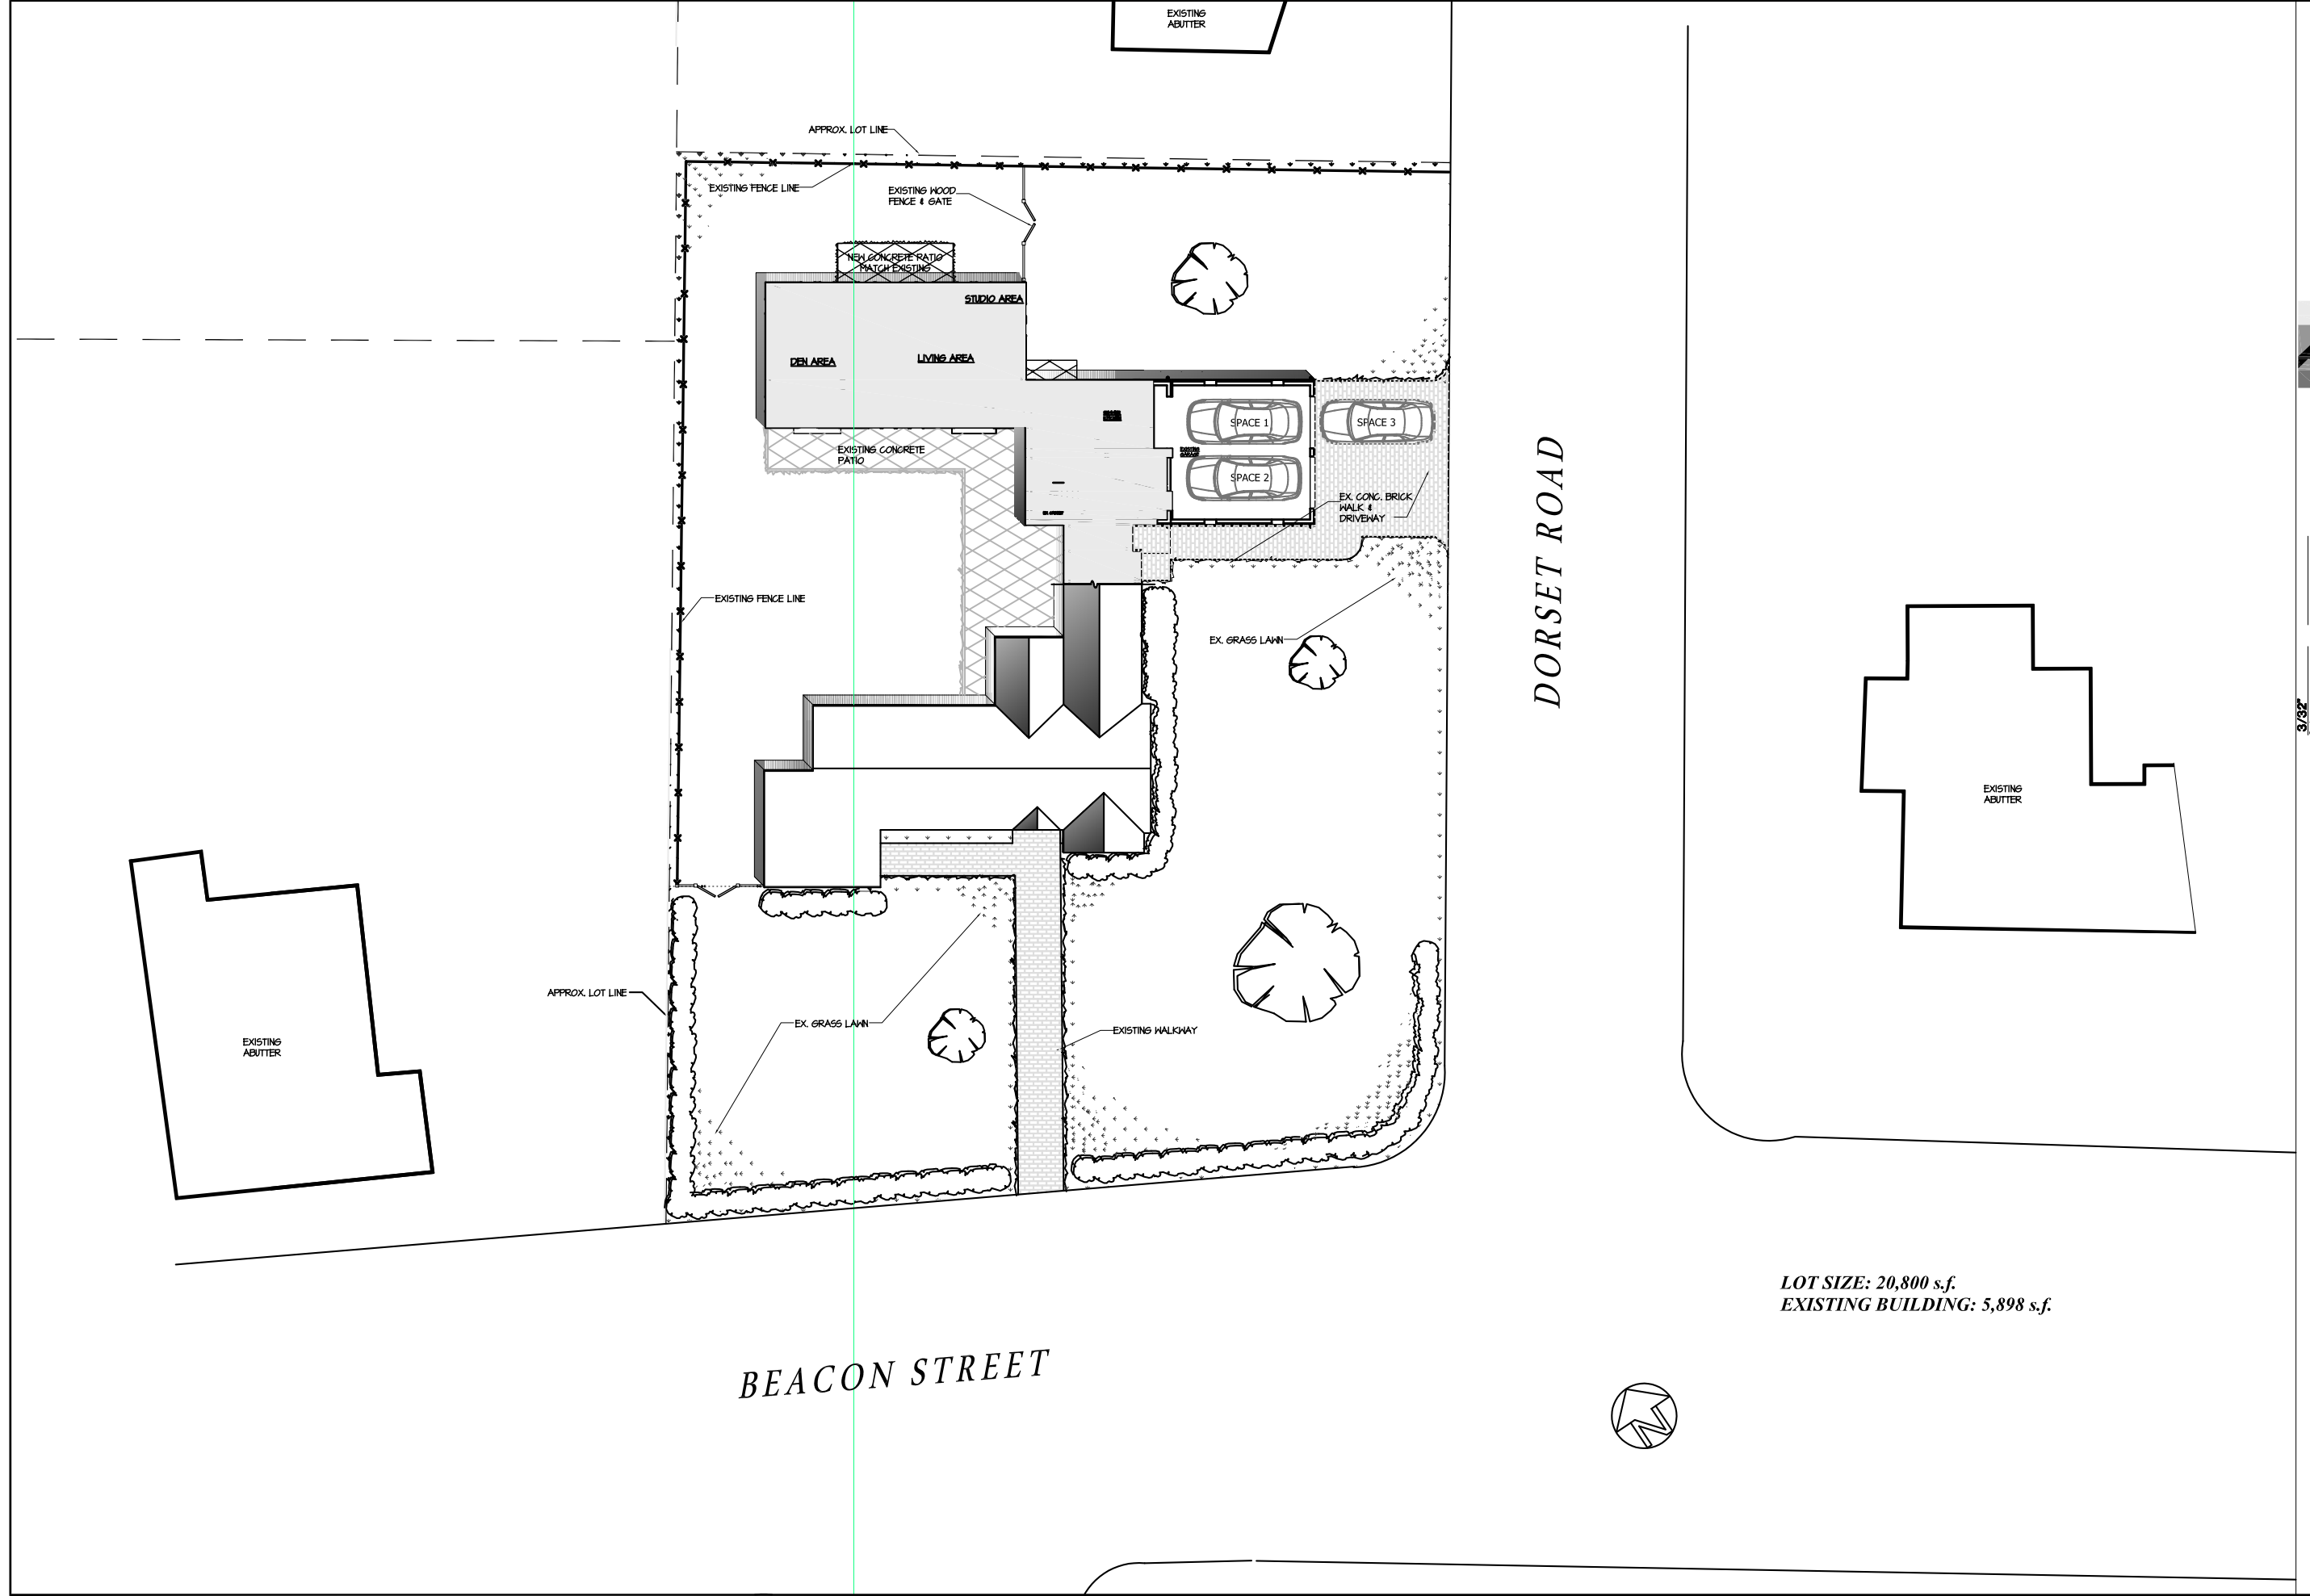 EXISTING
ABUTTER
APPROX. LOT LINE
EXISTING FENCE LINE
EXISTING WOOD
FENCE & GATE
NEW CONCRETE PATIO
MATCH EXISTING
STUDIO AREA
DEN AREA
LIVING AREA
EXISTING CONCRETE
PATIO
SPACE 1
SPACE 2
SPACE 3
EX. CONC. BRICK
WALK &
DRIVEWAY
DORSET ROAD
EXISTING FENCE LINE
EX. GRASS LAWN
3/32"
EXISTING
ABUTTER
APPROX. LOT LINE
EX. GRASS LAWN
EXISTING WALKWAY
EXISTING
ABUTTER
LOT SIZE: 20,800 s.f.
EXISTING BUILDING: 5,898 s.f.
BEACON STREET
N